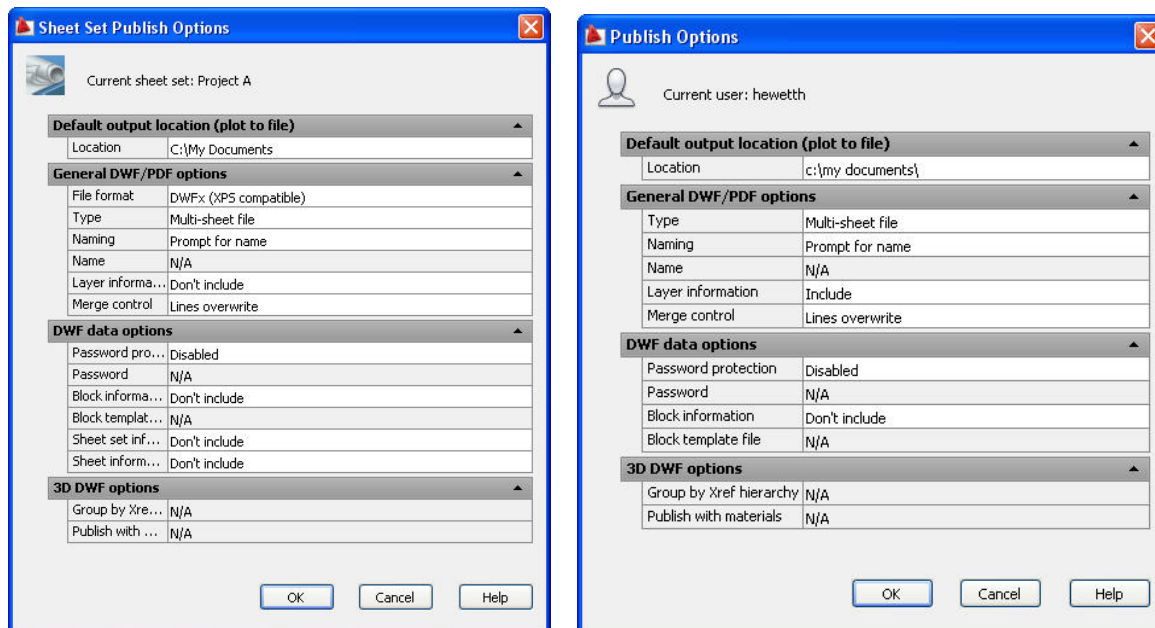 Sheet Set Publish Options
Current sheet set: Project A
Default output location (plot to file)
Location C:\My Documents
General DWF/PDF options
File format DWFx (XPS compatible)
Type Multi-sheet file
Naming Prompt for name
Name N/A
Layer informa... Don't include
Merge control Lines overwrite
DWF data options
Password pro... Disabled
Password N/A
Block informa... Don't include
Block templat... N/A
Sheet set inf... Don't include
Sheet inform... Don't include
3D DWF options
Group by Xre... N/A
Publish with ... N/A
OK Cancel Help
Publish Options
Current user: hewetth
Default output location (plot to file)
Location c:\my documents\
General DWF/PDF options
Type Multi-sheet file
Naming Prompt for name
Name N/A
Layer information Include
Merge control Lines overwrite
DWF data options
Password protection Disabled
Password N/A
Block information Don't include
Block template file N/A
3D DWF options
Group by Xref hierarchy N/A
Publish with materials N/A
OK Cancel Help